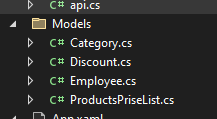 C# api.cs
Models
C# Category.cs
C# Discount.cs
C# Employee.cs
C# ProductsPriseList.cs
App.xaml